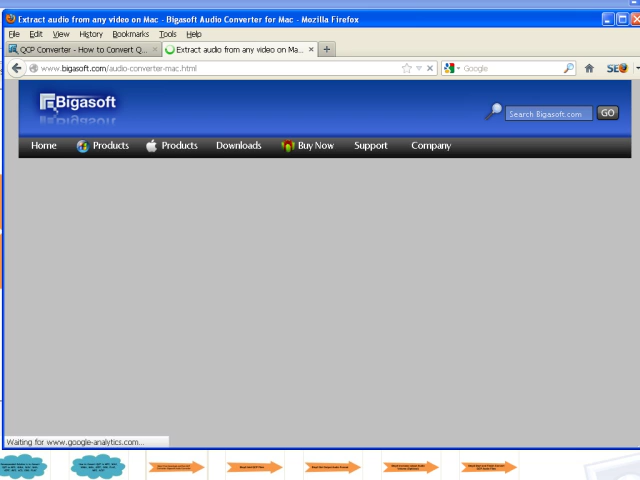 Extract audio from any video on Mac - Bigasoft Audio Converter for Mac - Mozilla Firefox
File Edit View History Bookmarks Tools Help
QCP Converter - How to Convert Q... × Extract audio from any video on Ma... × +
www.bigasoft.com/audio-converter-mac.html Google SEO
Bigasoft
Search Bigasoft.com GO
Home Products Products Downloads Buy Now Support Company
Waiting for www.google-analytics.com...